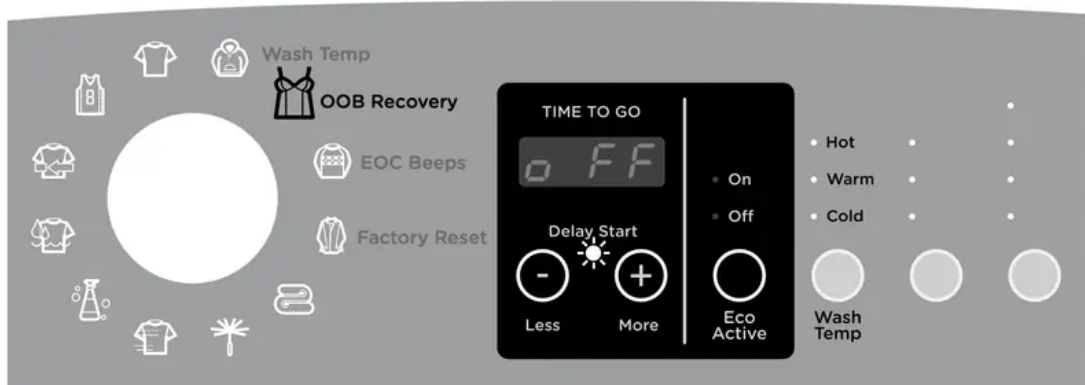 Wash Temp
OOB Recovery
EOC Beeps
Factory Reset
8
TIME TO GO
o FF
Delay Start
- +
Less More
On
Off
Eco
Active
Hot
Warm
Cold
Wash
Temp